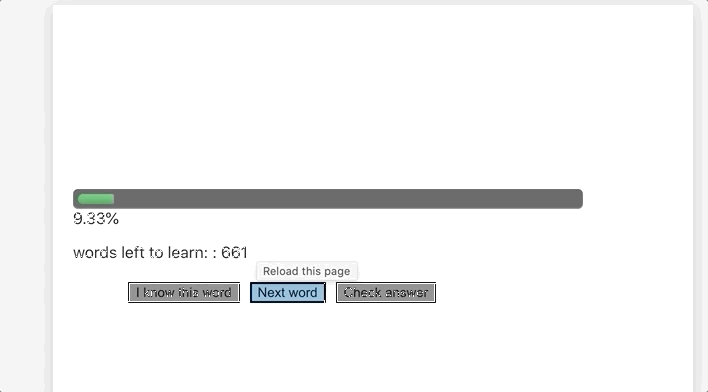 9.33%
words left to learn: : 661
Reload this page
I know this word Next word Check answer